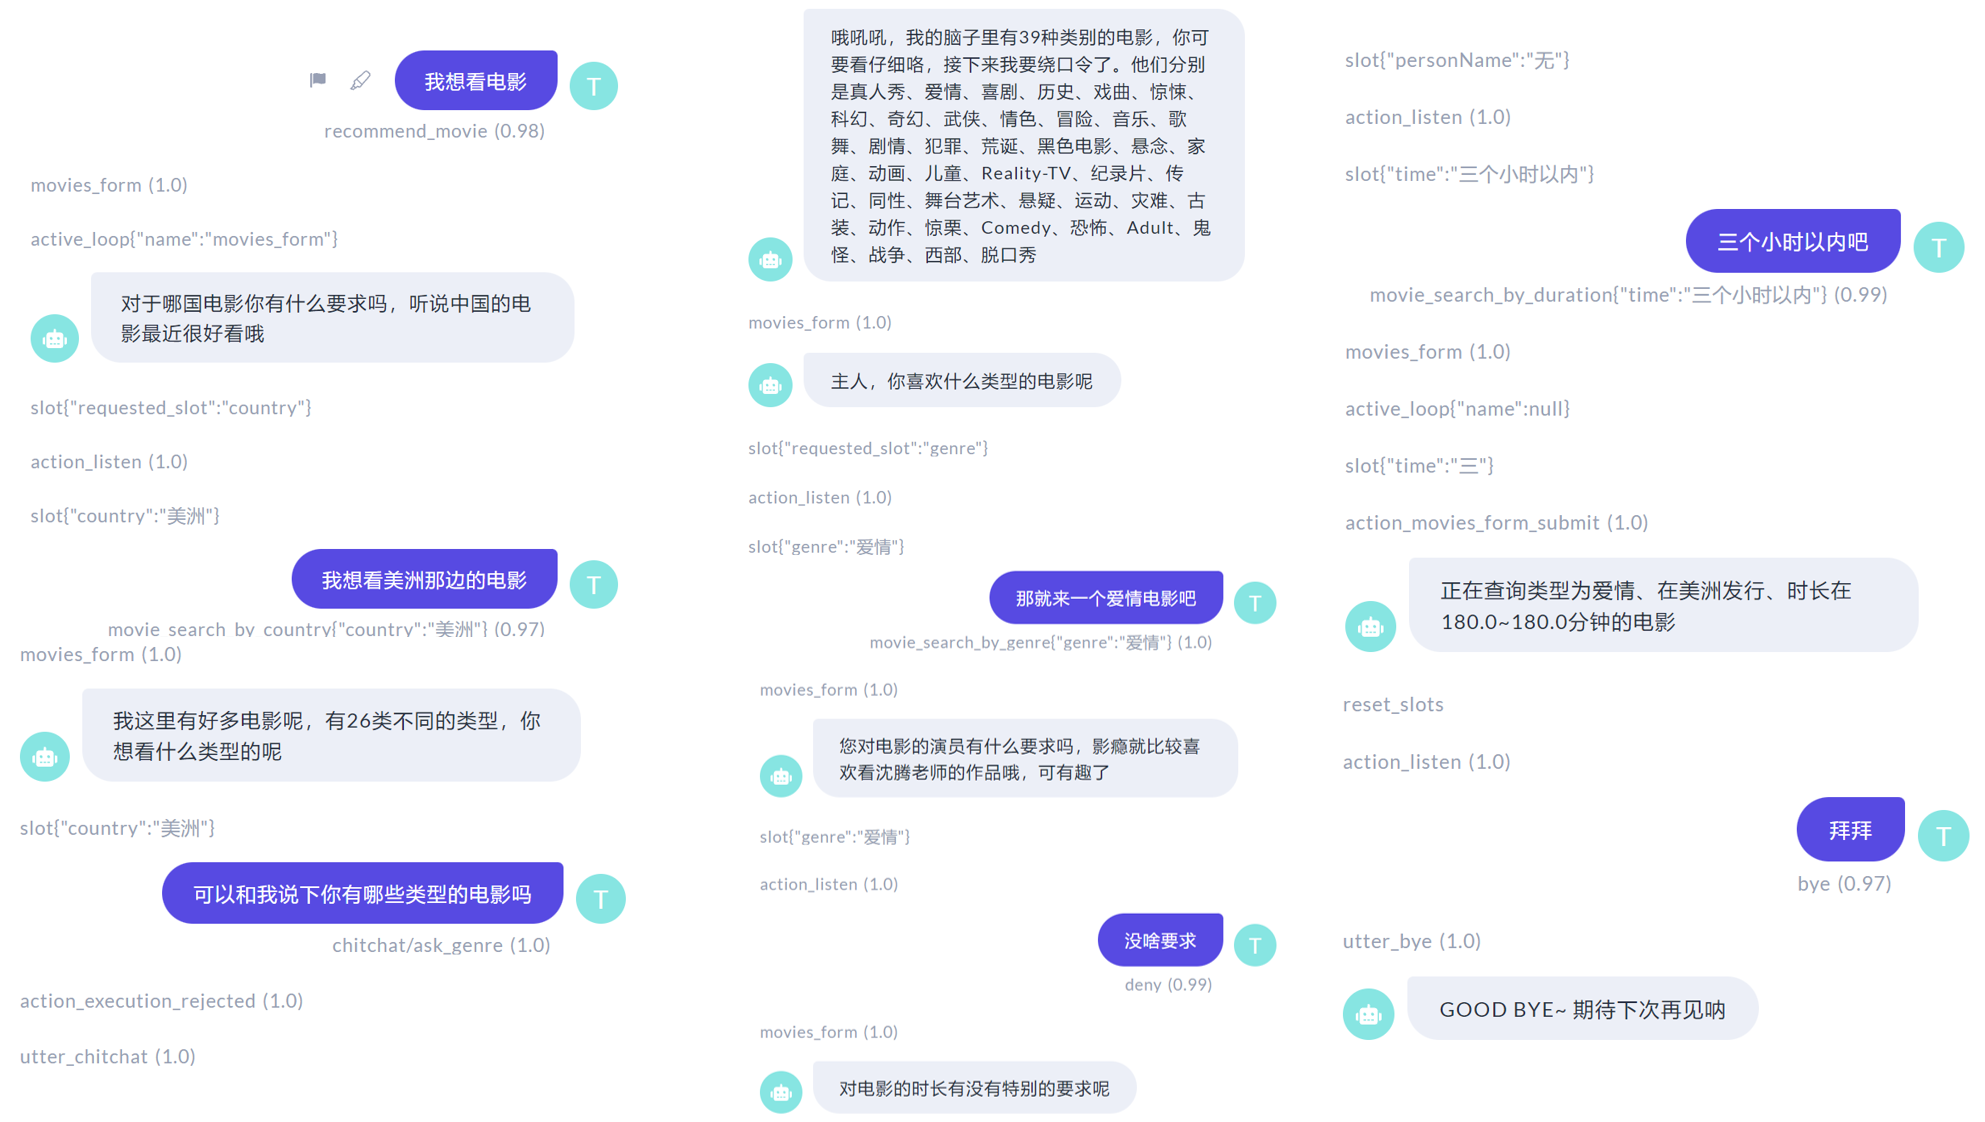 我想看电影
T
recommend_movie (0.98)
movies_form (1.0)
active_loop{"name":"movies_form"}
对于哪国电影你有什么要求吗，听说中国的电
影最近很好看哦
slot{"requested_slot":"country"}
action_listen (1.0)
slot{"country":"美洲"}
我想看美洲那边的电影
T
movie_search_by_country{"country":"美洲"} (0.97)
movies_form (1.0)
我这里有好多电影呢，有26类不同的类型，你
想看什么类型的呢
slot{"country":"美洲"}
可以和我说下你有哪些类型的电影吗
T
chitchat/ask_genre (1.0)
action_execution_rejected (1.0)
utter_chitchat (1.0)
哦吼吼，我的脑子里有39种类别的电影，你可
要看仔细咯，接下来我要绕口令了。他们分别
是真人秀、爱情、喜剧、历史、戏曲、惊悚、
科幻、奇幻、武侠、情色、冒险、音乐、歌
舞、剧情、犯罪、荒诞、黑色电影、悬念、家
庭、动画、儿童、Reality-TV、纪录片、传
记、同性、舞台艺术、悬疑、运动、灾难、古
装、动作、惊栗、Comedy、恐怖、Adult、鬼
怪、战争、西部、脱口秀
movies_form (1.0)
主人，你喜欢什么类型的电影呢
slot{"requested_slot":"genre"}
action_listen (1.0)
slot{"genre":"爱情"}
那就来一个爱情电影吧
T
movie_search_by_genre{"genre":"爱情"} (1.0)
movies_form (1.0)
您对电影的演员有什么要求吗，影瘾就比较喜
欢看沈腾老师的作品哦，可有趣了
slot{"genre":"爱情"}
action_listen (1.0)
没啥要求
T
deny (0.99)
movies_form (1.0)
对电影的时长有没有特别的要求呢
slot{"personName":"无"}
action_listen (1.0)
slot{"time":"三个小时以内"}
三个小时以内吧
T
movie_search_by_duration{"time":"三个小时以内"} (0.99)
movies_form (1.0)
active_loop{"name":null}
slot{"time":"三"}
action_movies_form_submit (1.0)
正在查询类型为爱情、在美洲发行、时长在
180.0~180.0分钟的电影
reset_slots
action_listen (1.0)
拜拜
T
bye (0.97)
utter_bye (1.0)
GOOD BYE~ 期待下次再见呐